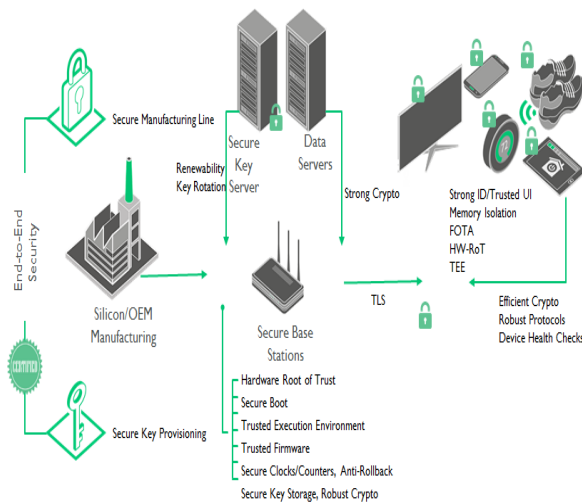 Secure Manufacturing Line
End-to-End
Security
Silicon/OEM
Manufacturing
Secure Key Provisioning
Secure
Key
Server
Data
Servers
Renewability
Key Rotation
Strong Crypto
Secure Base
Stations
TLS
Strong ID/Trusted UI
Memory Isolation
FOTA
HW-RoT
TEE
Efficient Crypto
Robust Protocols
Device Health Checks
Hardware Root of Trust
Secure Boot
Trusted Execution Environment
Trusted Firmware
Secure Clocks/Counters, Anti-Rollback
Secure Key Storage, Robust Crypto